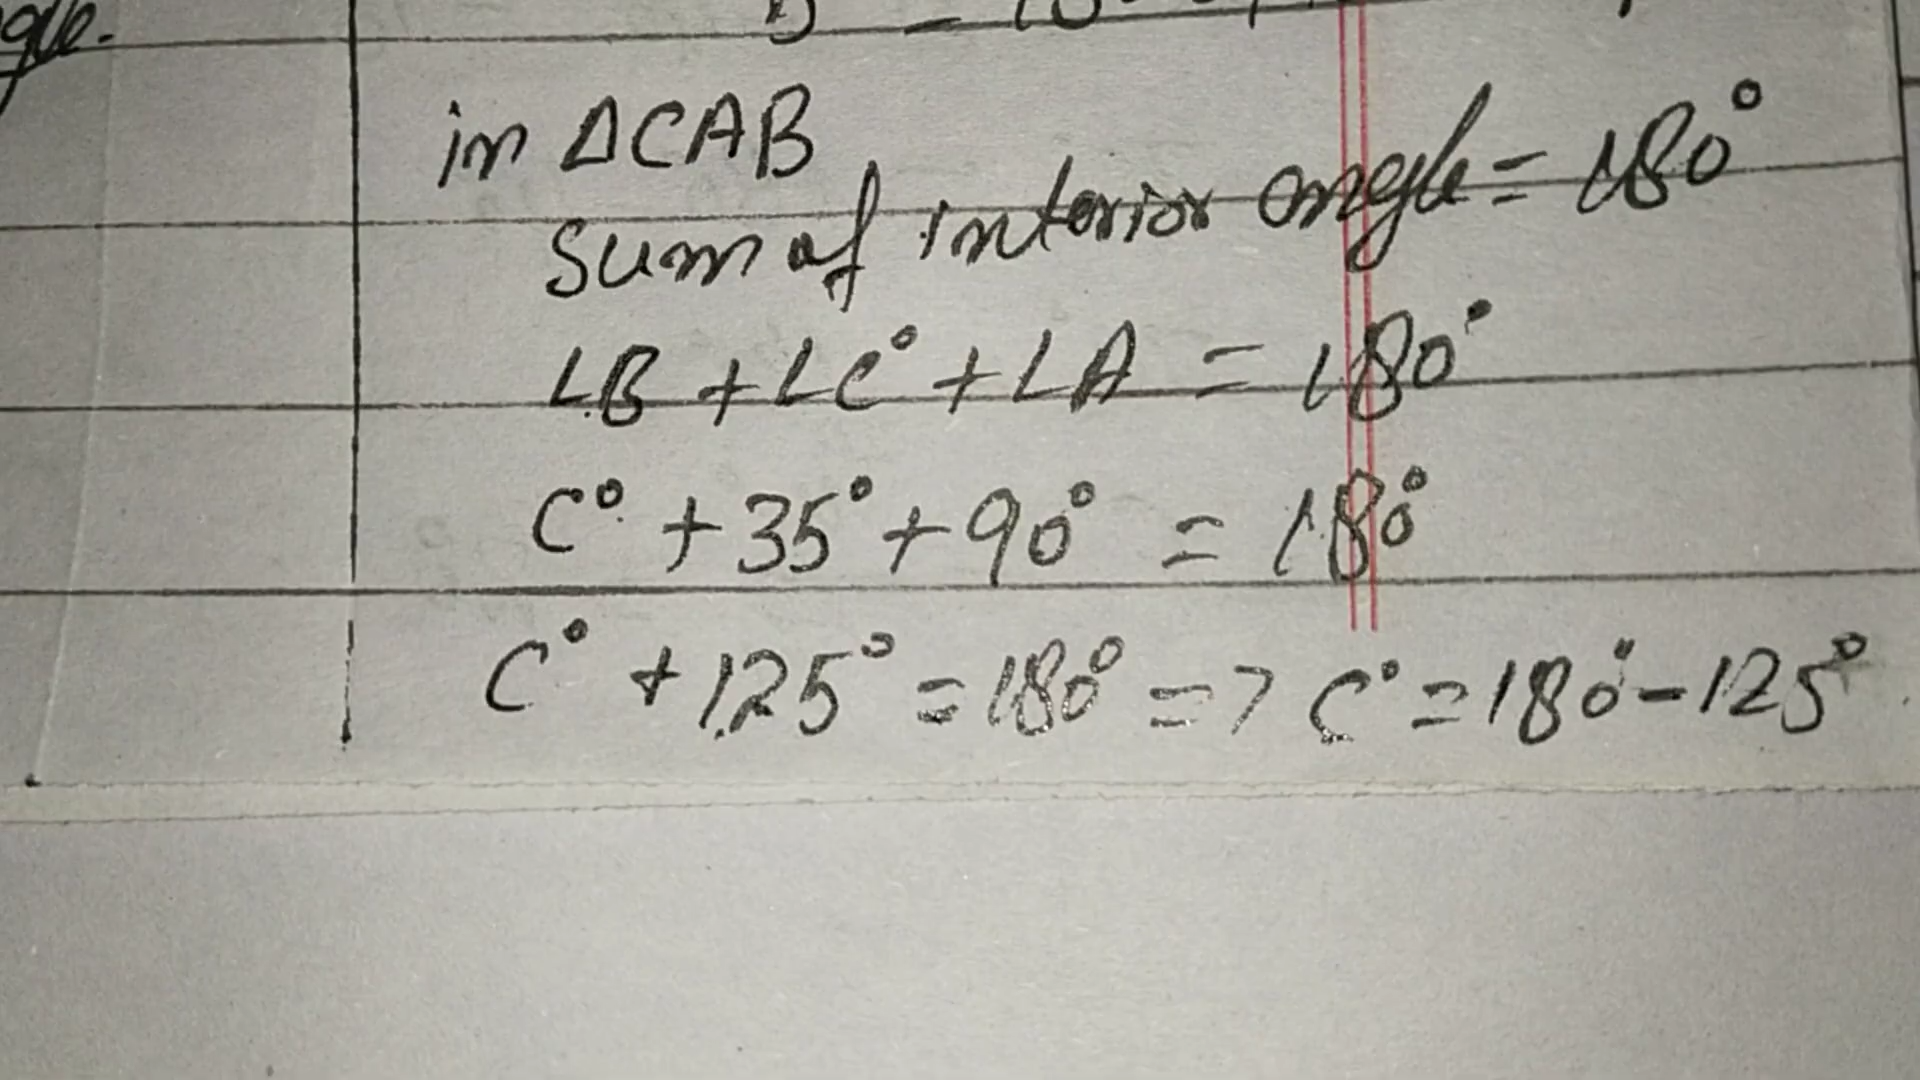 in ΔCAB
Sum of interior angle = 180°
∠B + ∠C° + ∠A = 180°
C° + 35° + 90° = 180°
C° + 125° = 180° => C° = 180° - 125°